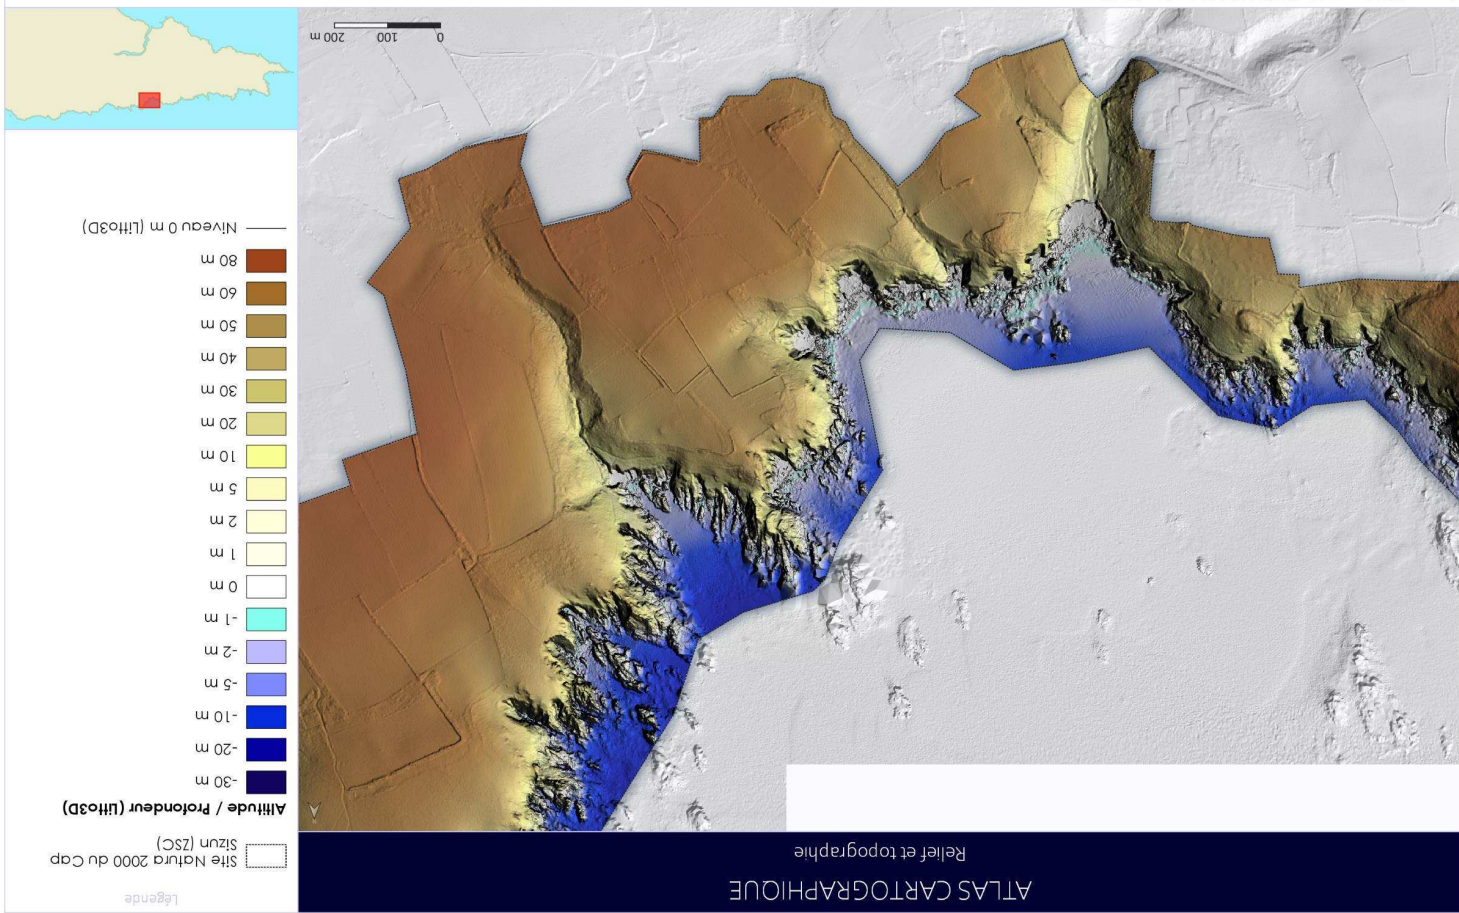 ATLAS CARTOGRAPHIQUE
Relief et topographie
Légende
Site Natura 2000 du Cap
Sizun (ZSC)
Altitude / Profondeur (Litto3D)
-30 m
-20 m
-10 m
-5 m
-2 m
-1 m
0 m
1 m
2 m
5 m
10 m
20 m
30 m
40 m
50 m
60 m
80 m
Niveau 0 m (Litto3D)
N
0 100 200 m